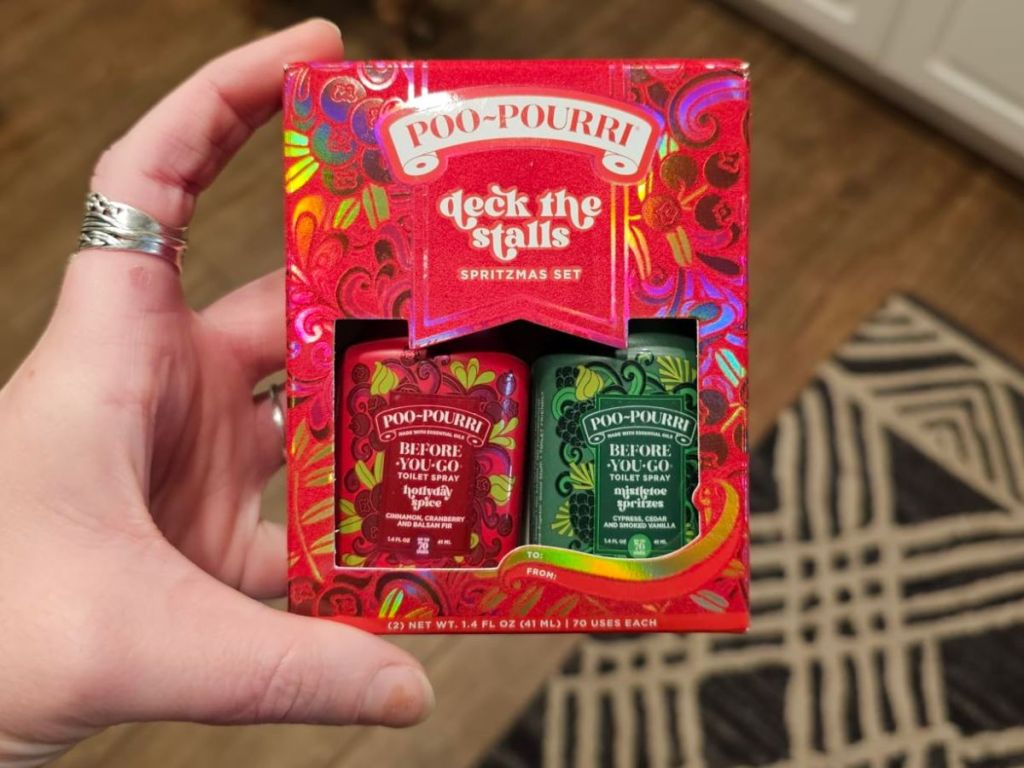 POO~POURRI
deck the
stalls
SPRITZMAS SET
POO~POURRI
MADE WITH ESSENTIAL OILS
BEFORE
·YOU·GO
TOILET SPRAY
hollyday
spice
CINNAMON, CRANBERRY
AND BALSAM FIR
1.4 FL OZ
70
41 ML
POO~POURRI
MADE WITH ESSENTIAL OILS
BEFORE
·YOU·GO
TOILET SPRAY
mistletoe
spritzes
CYPRESS, CEDAR
AND SMOKED VANILLA
1.4 FL OZ
70
41 ML
TO:
FROM:
(2) NET WT. 1.4 FL OZ (41 ML) | 70 USES EACH